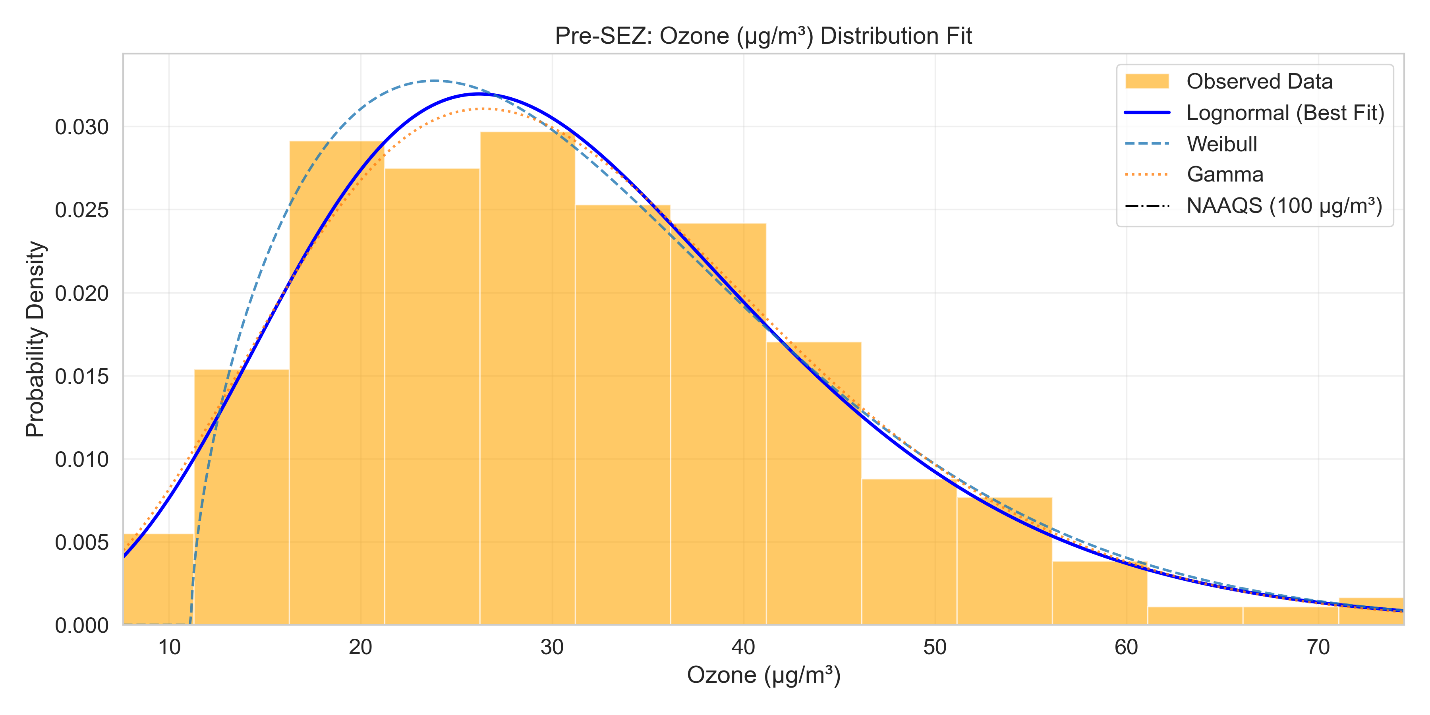 Pre-SEZ: Ozone (µg/m³) Distribution Fit
Observed Data
Lognormal (Best Fit)
Weibull
Gamma
NAAQS (100 µg/m³)
Probability Density
0.030
0.025
0.020
0.015
0.010
0.005
0.000
10 20 30 40 50 60 70
Ozone (µg/m³)